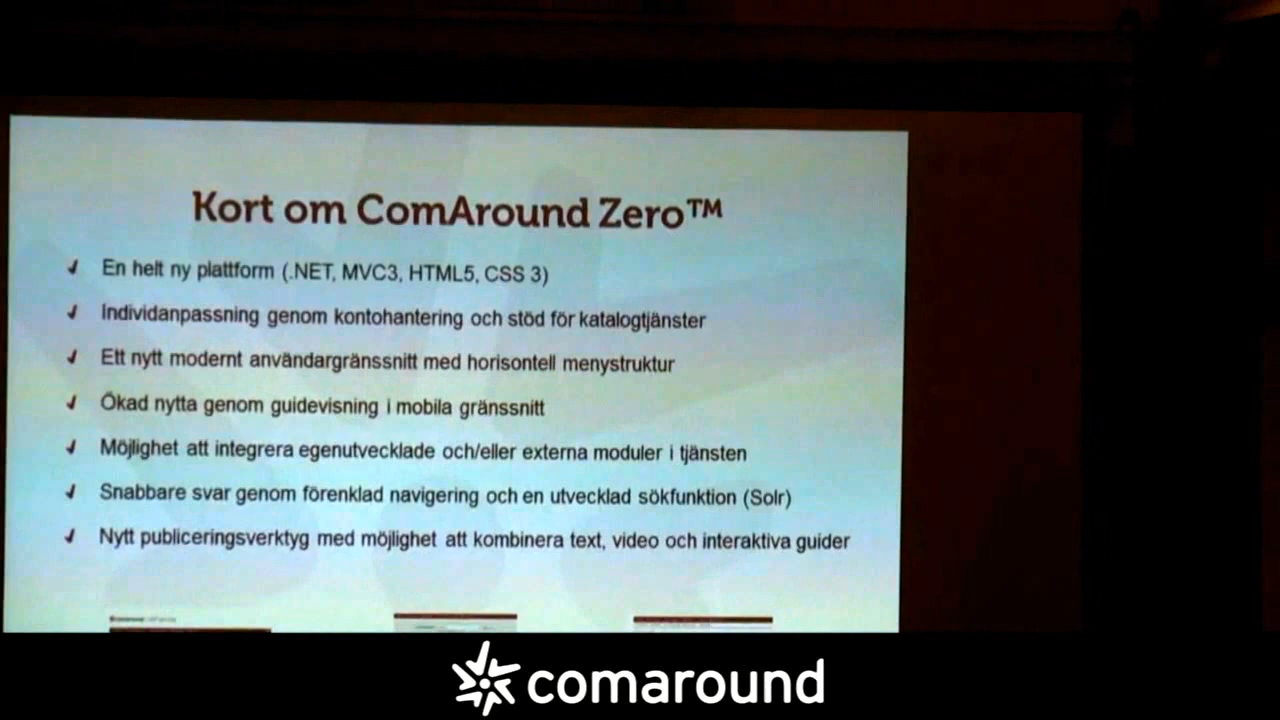 Kort om ComAround Zero™
En helt ny plattform (.NET, MVC3, HTML5, CSS 3)
Individanpassning genom kontohantering och stöd för katalogtjänster
Ett nytt modernt användargränssnitt med horisontell menystruktur
Ökad nytta genom guidevisning i mobila gränssnitt
Möjlighet att integrera egenutvecklade och/eller externa moduler i tjänsten
Snabbare svar genom förenklad navigering och en utvecklad sökfunktion (Solr)
Nytt publiceringsverktyg med möjlighet att kombinera text, video och interaktiva guider
comaround